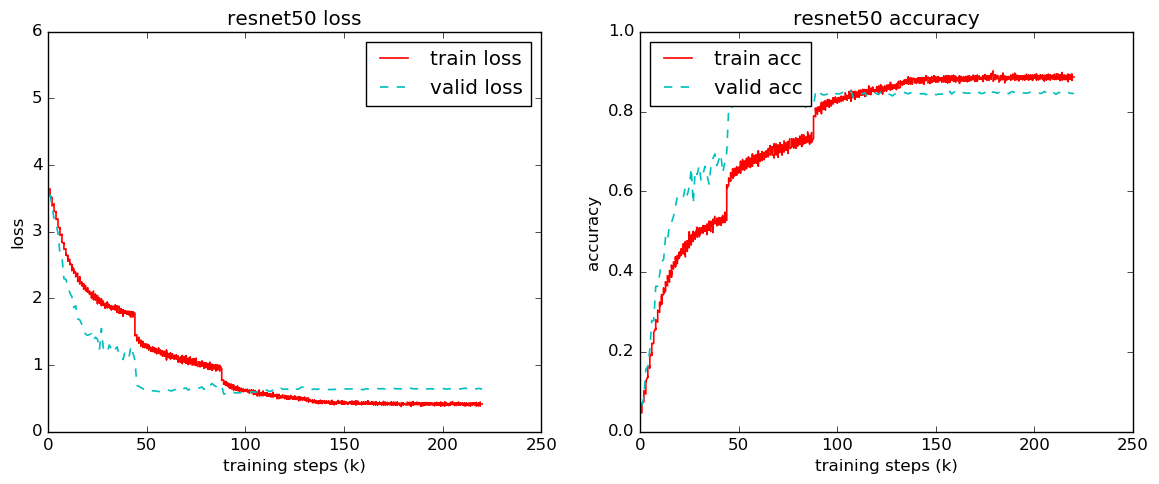 resnet50 loss
6
5
4
3
2
1
0
loss
train loss
valid loss
0 50 100 150 200 250
training steps (k)
resnet50 accuracy
1.0
0.8
0.6
0.4
0.2
0.0
accuracy
train acc
valid acc
0 50 100 150 200 250
training steps (k)